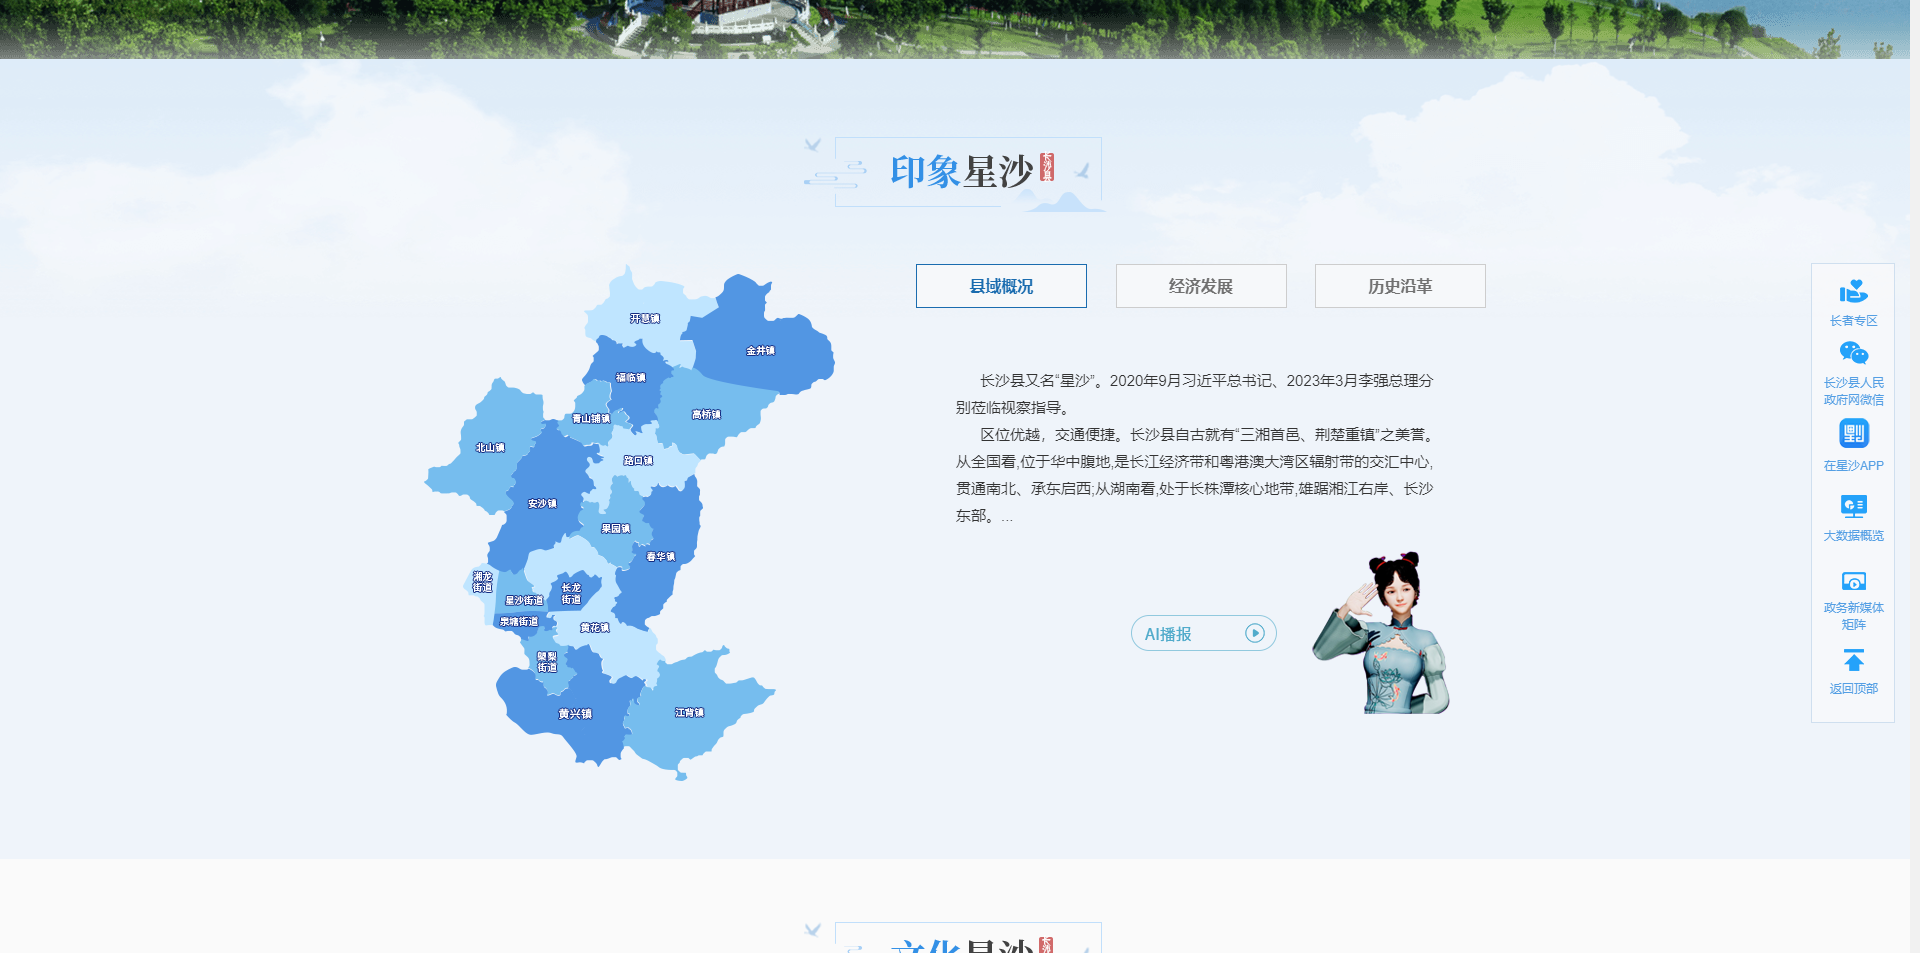 印象星沙
长沙县
县域概况
经济发展
历史沿革
开慧镇
金井镇
福临镇
高桥镇
青山铺镇
北山镇
路口镇
安沙镇
果园镇
春华镇
湘龙
街道
长龙
街道
星沙街道
泉塘街道
黄花镇
㮾梨
街道
黄兴镇
江背镇
长沙县又名“星沙”。2020年9月习近平总书记、2023年3月李强总理分
别莅临视察指导。
区位优越，交通便捷。长沙县自古就有“三湘首邑、荆楚重镇”之美誉。
从全国看,位于华中腹地,是长江经济带和粤港澳大湾区辐射带的交汇中心,
贯通南北、承东启西;从湖南看,处于长株潭核心地带,雄踞湘江右岸、长沙
东部。...
AI播报
长者专区
长沙县人民
政府网微信
在星沙APP
大数据概览
政务新媒体
矩阵
返回顶部
文化星沙